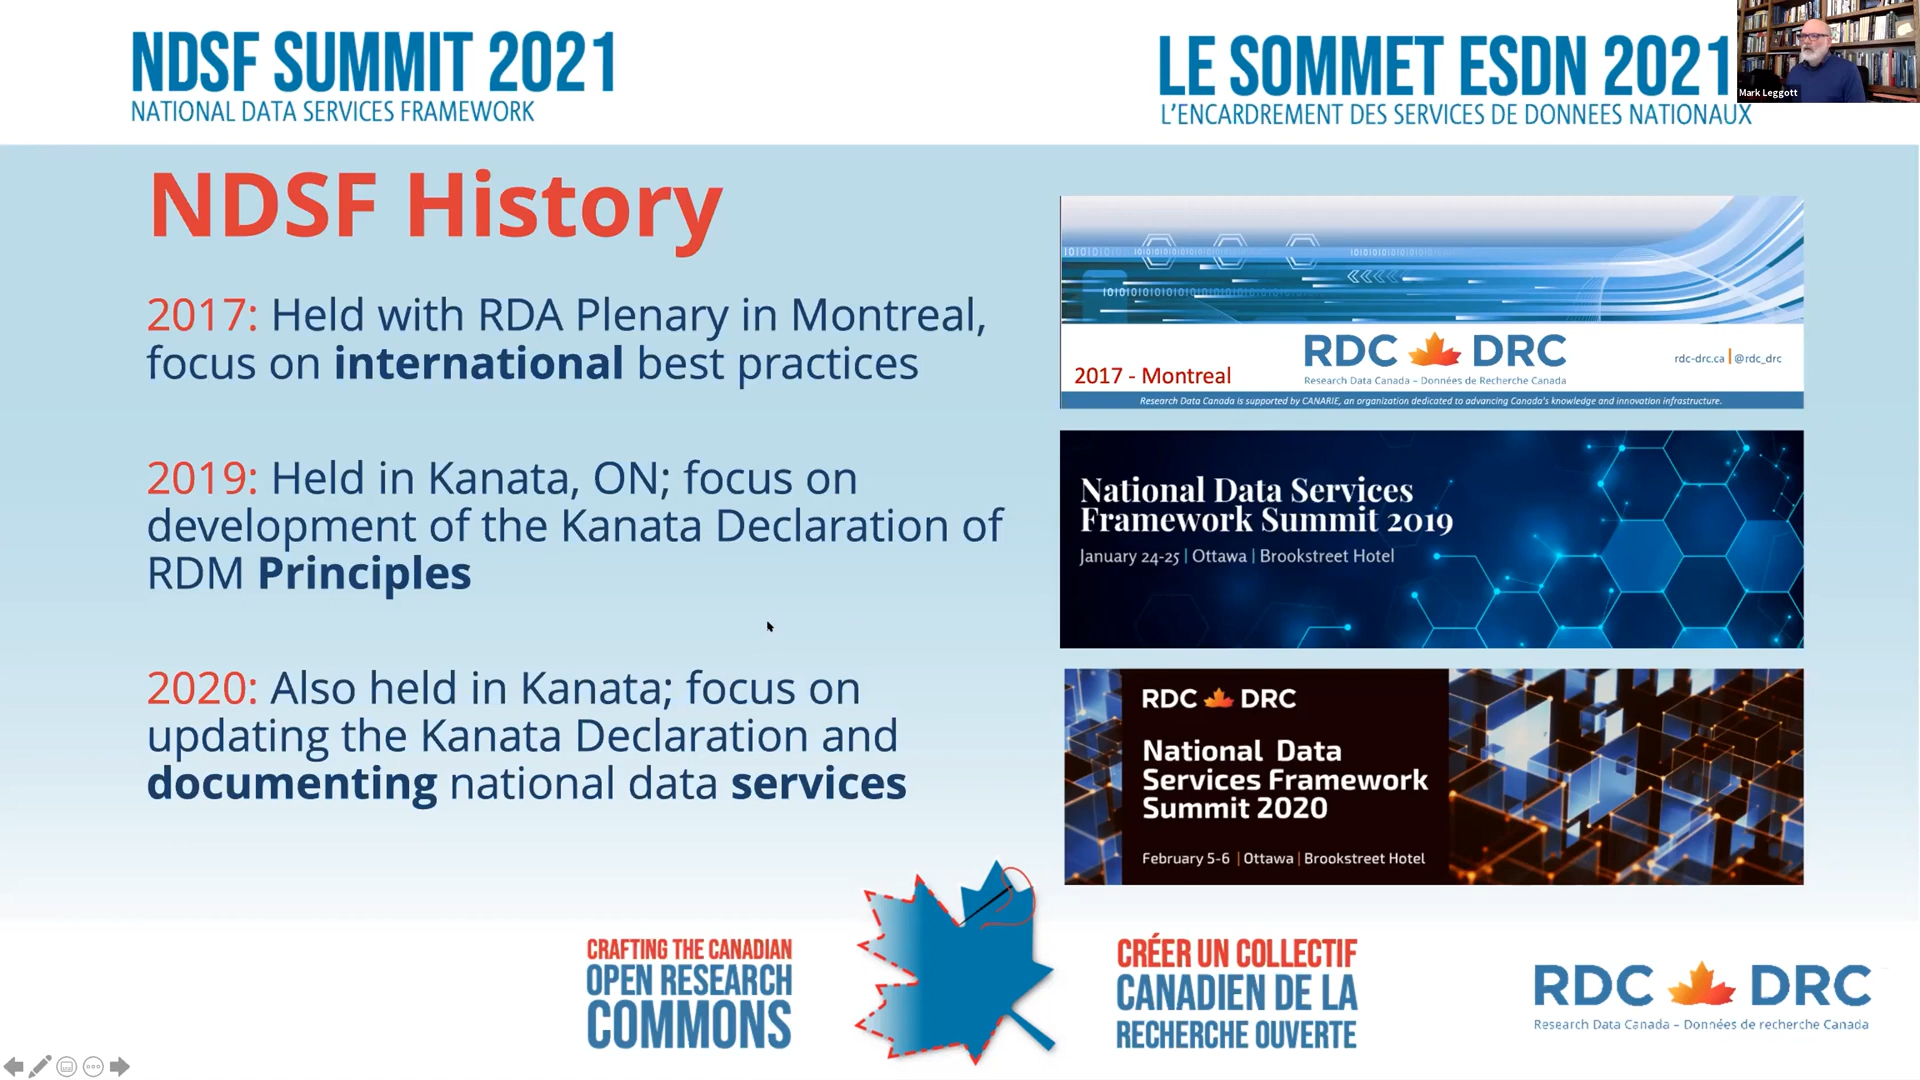 NDSF SUMMIT 2021
NATIONAL DATA SERVICES FRAMEWORK
LE SOMMET ESDN 2021
L'ENCARDREMENT DES SERVICES DE DONNEES NATIONAUX
Mark Leggott
NDSF History
2017: Held with RDA Plenary in Montreal,
focus on international best practices
2019: Held in Kanata, ON; focus on
development of the Kanata Declaration of
RDM Principles
2020: Also held in Kanata; focus on
updating the Kanata Declaration and
documenting national data services
2017 - Montreal
RDC DRC
Research Data Canada – Données de Recherche Canada
rdc-drc.ca | @rdc_drc
Research Data Canada is supported by CANARIE, an organization dedicated to advancing Canada's knowledge and innovation infrastructure.
National Data Services
Framework Summit 2019
January 24-25 | Ottawa | Brookstreet Hotel
RDC DRC
National Data
Services Framework
Summit 2020
February 5-6 | Ottawa | Brookstreet Hotel
CRAFTING THE CANADIAN
OPEN RESEARCH
COMMONS
CRÉER UN COLLECTIF
CANADIEN DE LA
RECHERCHE OUVERTE
RDC DRC
Research Data Canada – Données de recherche Canada